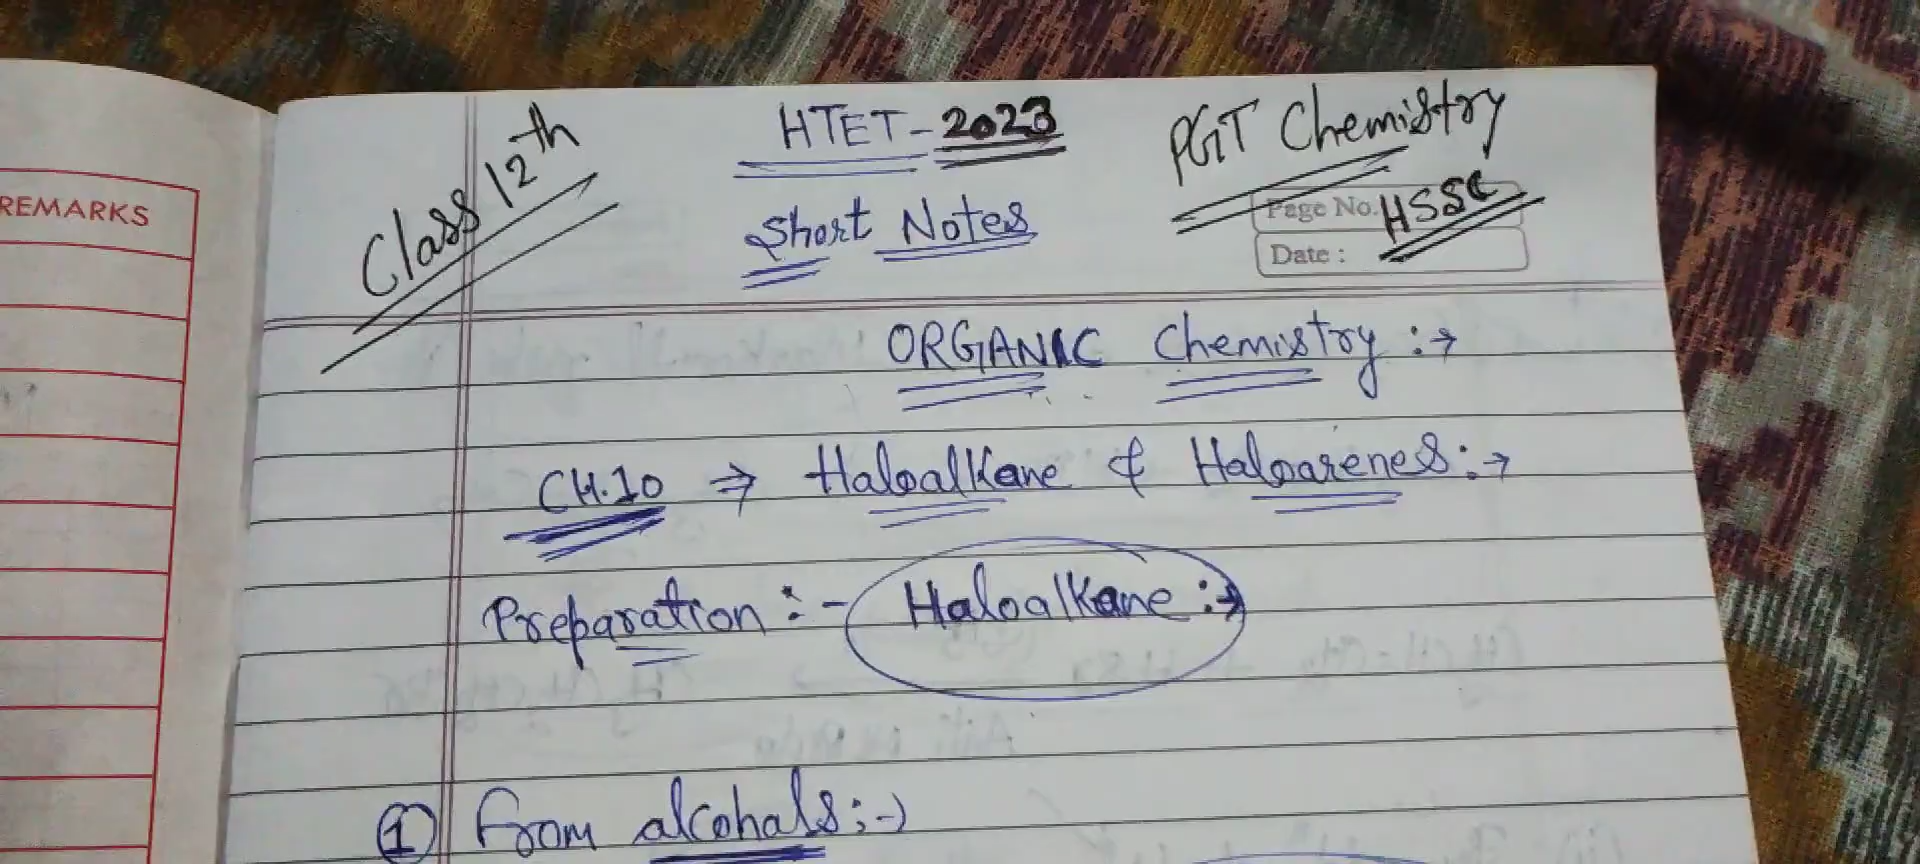 REMARKS
Class 12th
HTET-2023
Short Notes
PGT Chemistry
Page No. HSSC
Date :
ORGANIC Chemistry :→
CH.10 ⇒ Haloalkane & Haloarenes :→
Preparation :- Haloalkane :→
① From alcohals :-)